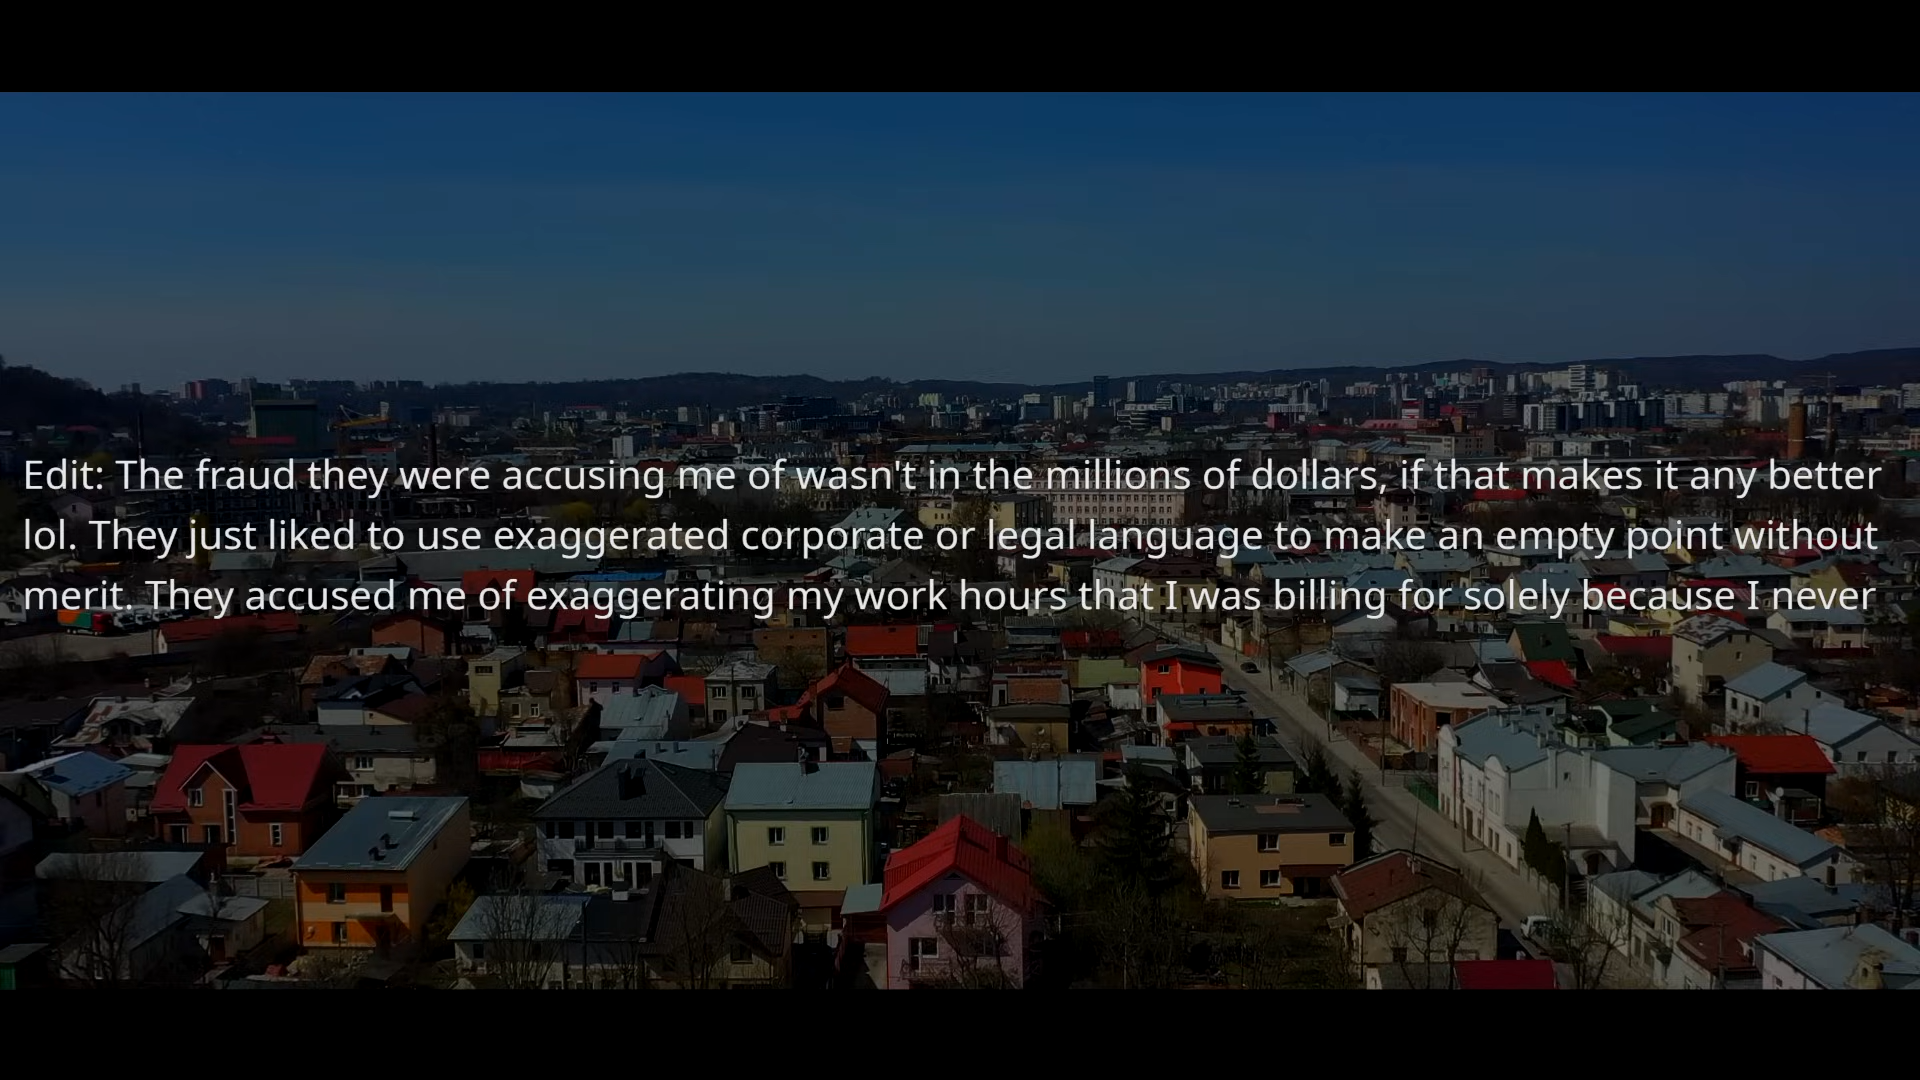 Edit: The fraud they were accusing me of wasn't in the millions of dollars, if that makes it any better
lol. They just liked to use exaggerated corporate or legal language to make an empty point without
merit. They accused me of exaggerating my work hours that I was billing for solely because I never